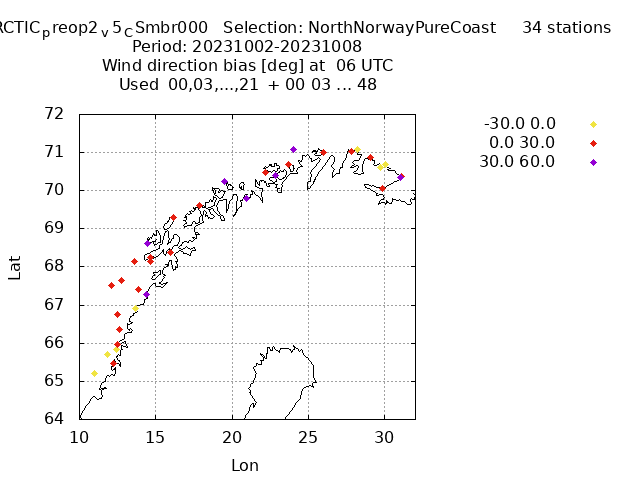 RCTICpreop2v5CSmbr000 Selection: NorthNorwayPureCoast 34 stations
Period: 20231002-20231008
Wind direction bias [deg] at 06 UTC
Used 00,03,...,21 + 00 03 ... 48
-30.0 0.0
0.0 30.0
30.0 60.0
72
71
70
69
68
67
66
65
64
Lat
10 15 20 25 30
Lon